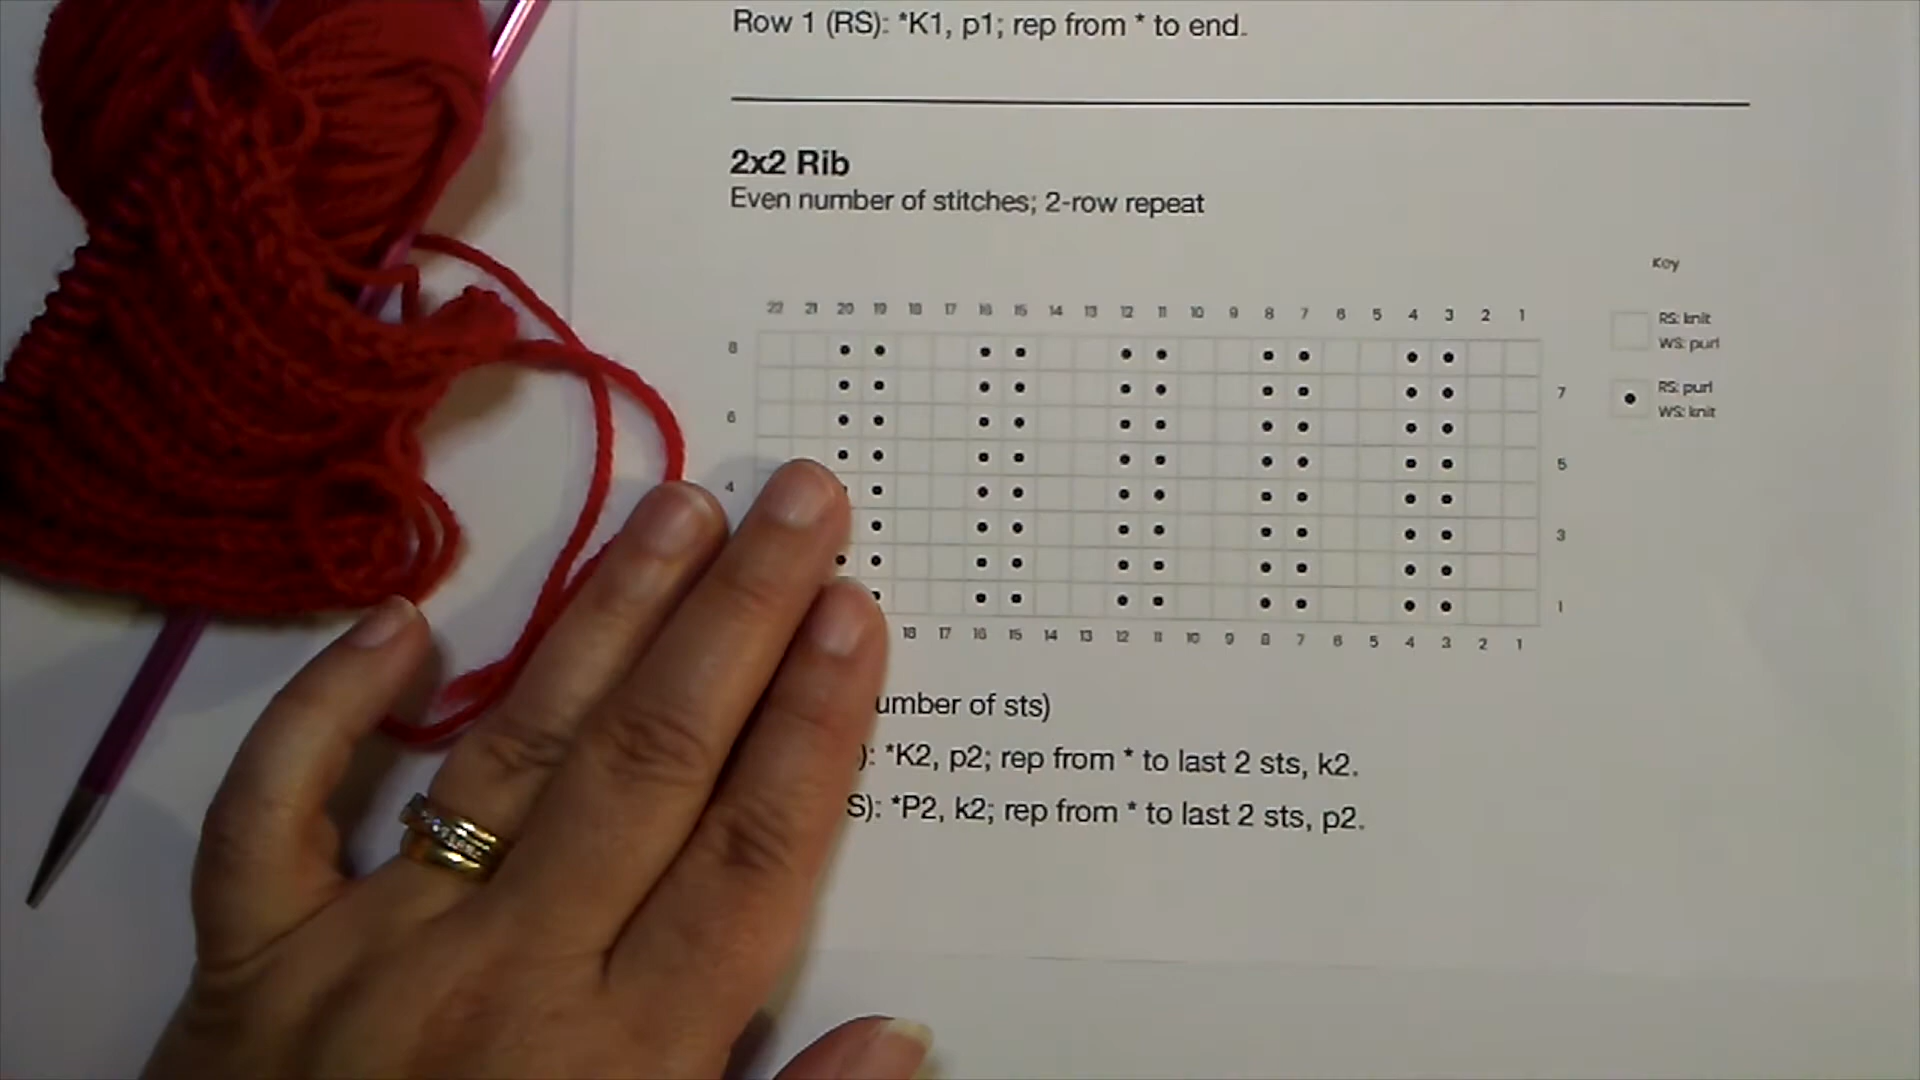 Row 1 (RS): *K1, p1; rep from * to end.
2x2 Rib
Even number of stitches; 2-row repeat
Key
22 21 20 19 18 17 16 15 14 13 12 11 10 9 8 7 6 5 4 3 2 1
RS: knit
WS: purl
8
7
RS: purl
WS: knit
6
5
4
3
1
18 17 16 15 14 13 12 11 10 9 8 7 6 5 4 3 2 1
umber of sts)
): *K2, p2; rep from * to last 2 sts, k2.
S): *P2, k2; rep from * to last 2 sts, p2.